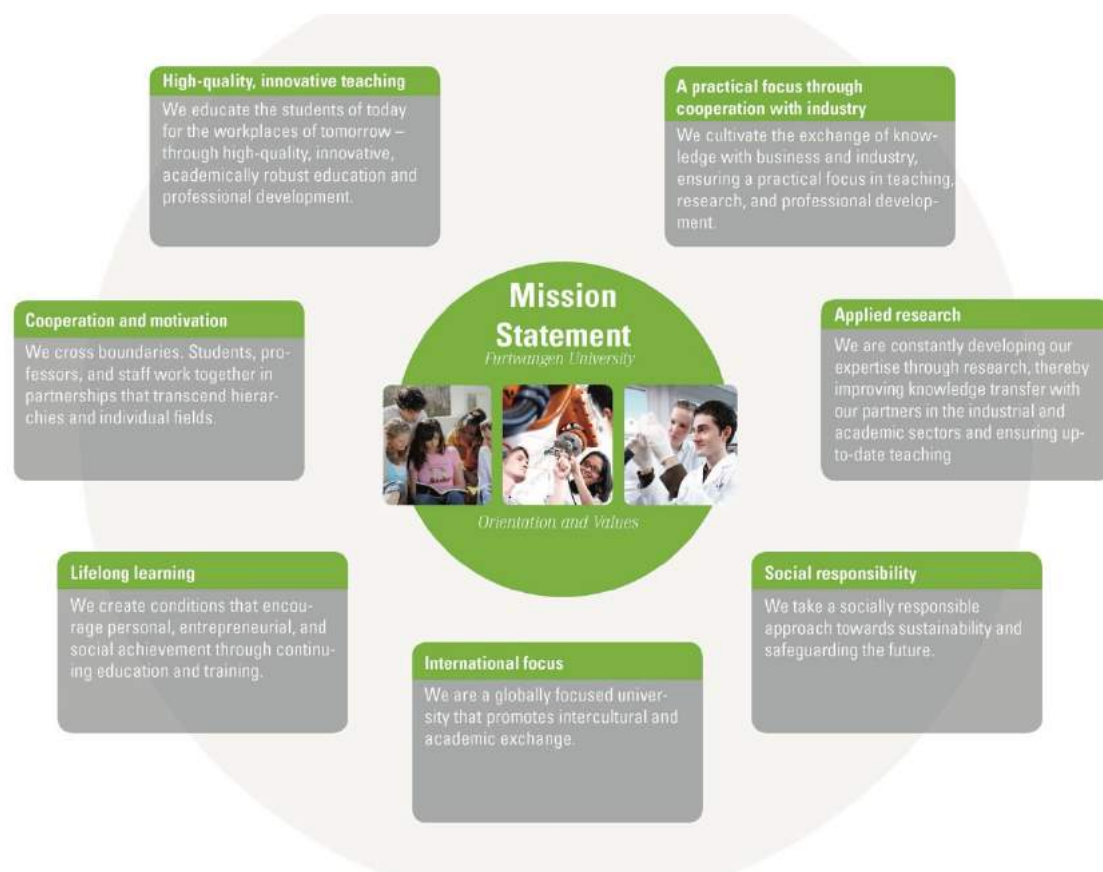 High-quality, innovative teaching
We educate the students of today
for the workplaces of tomorrow –
through high-quality, innovative,
academically robust education and
professional development.
A practical focus through
cooperation with industry
We cultivate the exchange of know-
ledge with business and industry,
ensuring a practical focus in teaching,
research, and professional develop-
ment.
Cooperation and motivation
We cross boundaries. Students, pro-
fessors, and staff work together in
partnerships that transcend hierar-
chies and individual fields.
Mission
Statement
Furtwangen University
Orientation and Values
Applied research
We are constantly developing our
expertise through research, thereby
improving knowledge transfer with
our partners in the industrial and
academic sectors and ensuring up-
to-date teaching
Lifelong learning
We create conditions that encou-
rage personal, entrepreneurial, and
social achievement through continu-
ing education and training.
International focus
We are a globally focused univer-
sity that promotes intercultural and
academic exchange.
Social responsibility
We take a socially responsible
approach towards sustainability and
safeguarding the future.